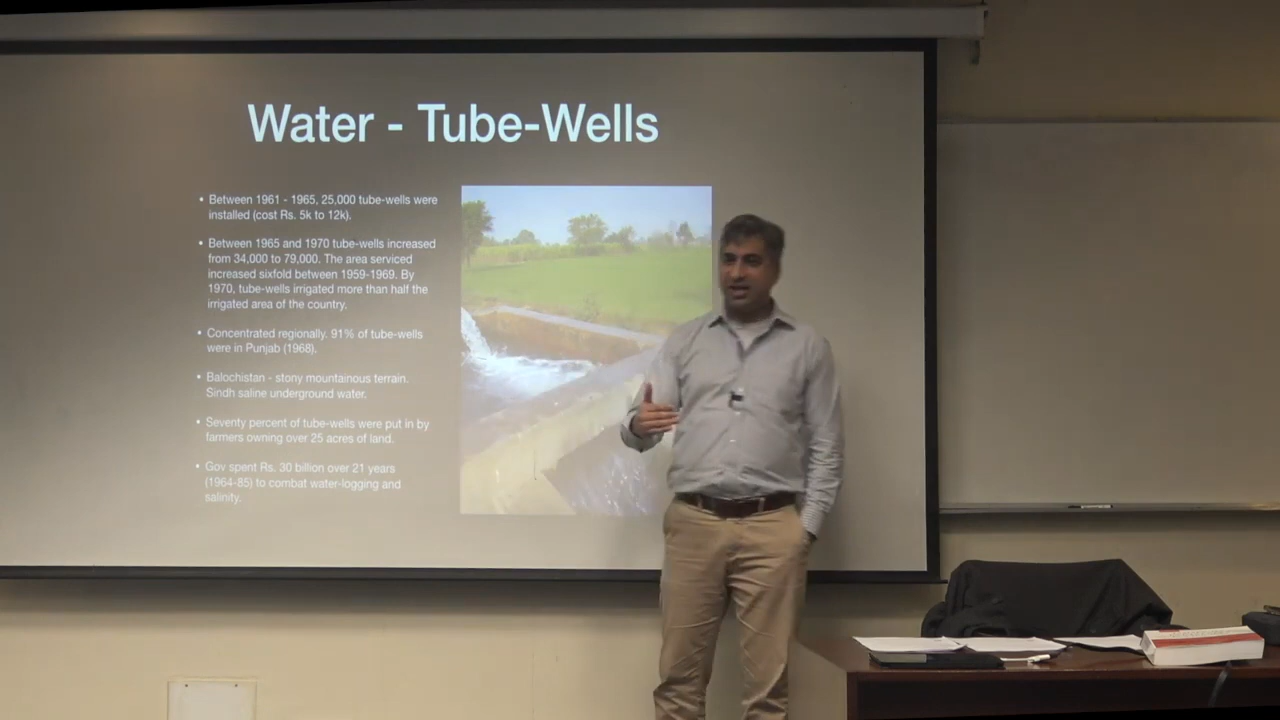 Water - Tube-Wells
• Between 1961 - 1965, 25,000 tube-wells were
installed (cost Rs. 5k to 12k).
• Between 1965 and 1970 tube-wells increased
from 34,000 to 79,000. The area serviced
increased sixfold between 1959-1969. By
1970, tube-wells irrigated more than half the
irrigated area of the country.
• Concentrated regionally. 91% of tube-wells
were in Punjab (1968).
• Balochistan - stony mountainous terrain.
Sindh saline underground water.
• Seventy percent of tube-wells were put in by
farmers owning over 25 acres of land.
• Gov spent Rs. 30 billion over 21 years
(1964-85) to combat water-logging and
salinity.